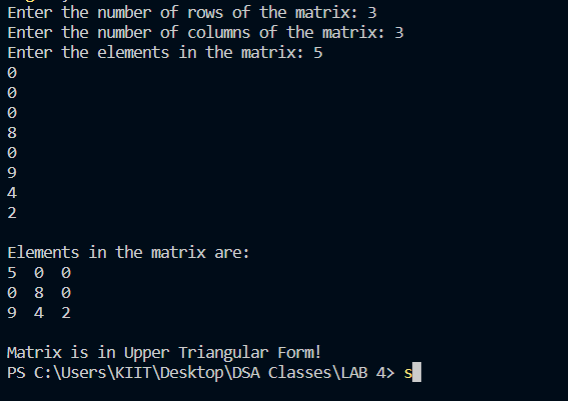 Enter the number of rows of the matrix: 3
Enter the number of columns of the matrix: 3
Enter the elements in the matrix: 5
0
0
0
8
0
9
4
2
Elements in the matrix are:
5 0 0
0 8 0
9 4 2
Matrix is in Upper Triangular Form!
PS C:\Users\KIIT\Desktop\DSA Classes\LAB 4> s